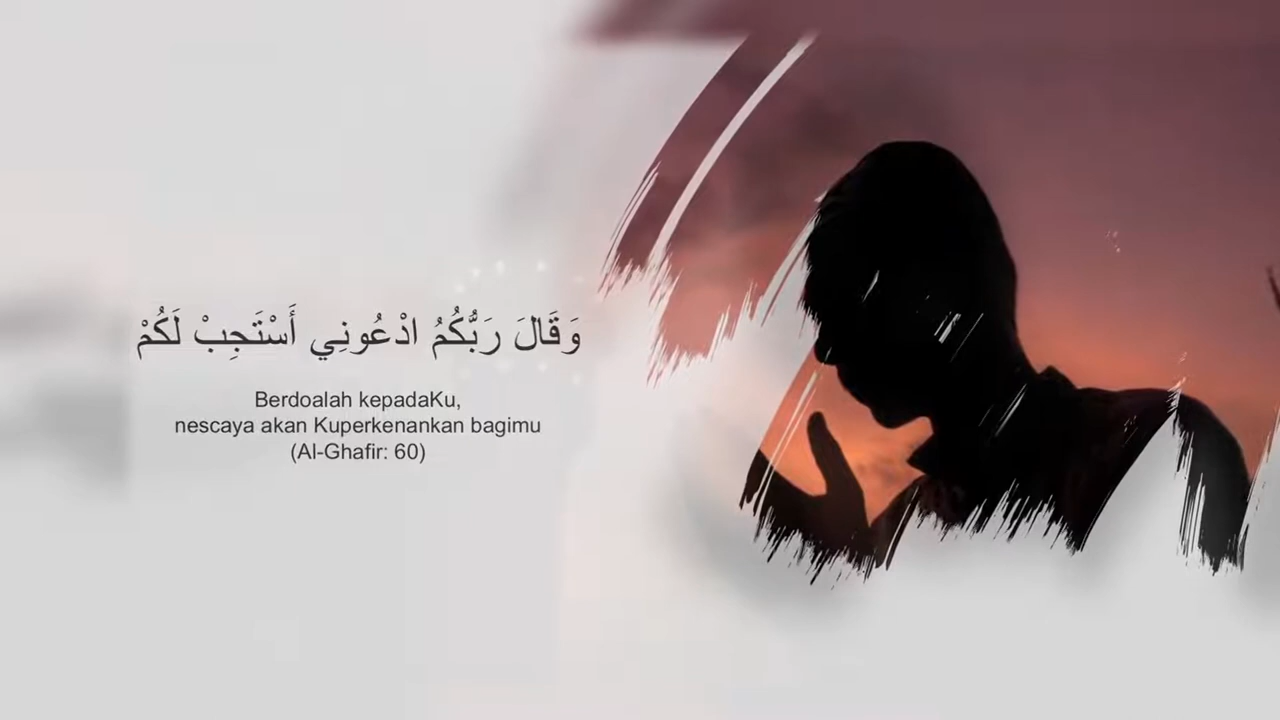 وَقَالَ رَبُّكُمُ ادْعُونِي أَسْتَجِبْ لَكُمْ
Berdoalah kepadaKu,
nescaya akan Kuperkenankan bagimu
(Al-Ghafir: 60)